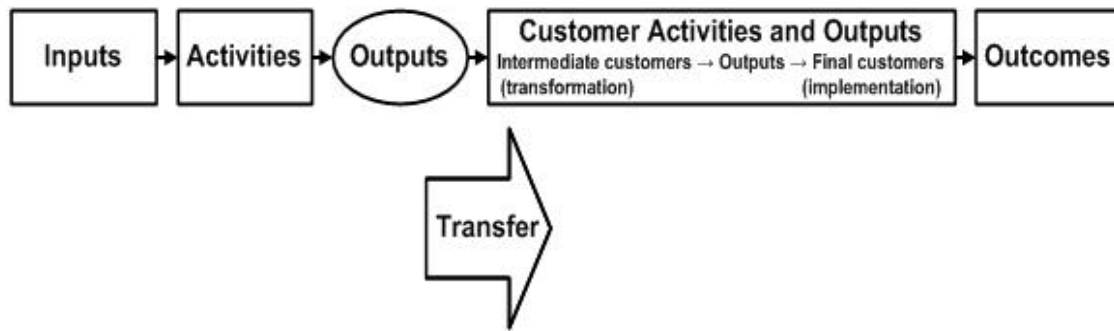 Inputs
Activities
Outputs
Customer Activities and Outputs
Intermediate customers → Outputs → Final customers
(transformation) (implementation)
Outcomes
Transfer